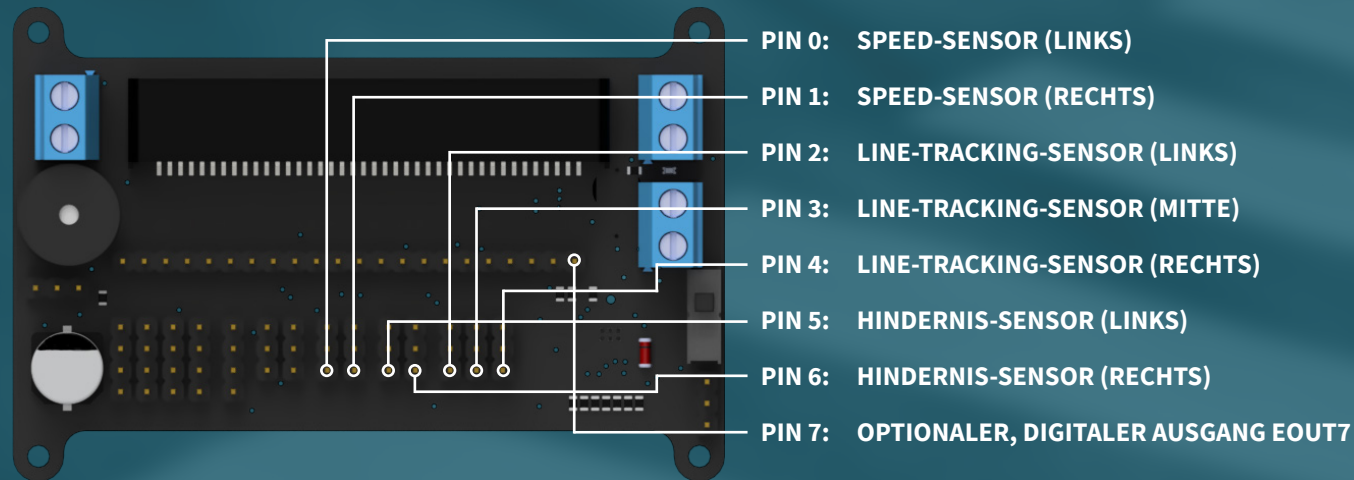 PIN 0: SPEED-SENSOR (LINKS)
PIN 1: SPEED-SENSOR (RECHTS)
PIN 2: LINE-TRACKING-SENSOR (LINKS)
PIN 3: LINE-TRACKING-SENSOR (MITTE)
PIN 4: LINE-TRACKING-SENSOR (RECHTS)
PIN 5: HINDERNIS-SENSOR (LINKS)
PIN 6: HINDERNIS-SENSOR (RECHTS)
PIN 7: OPTIONALER, DIGITALER AUSGANG EOUT7